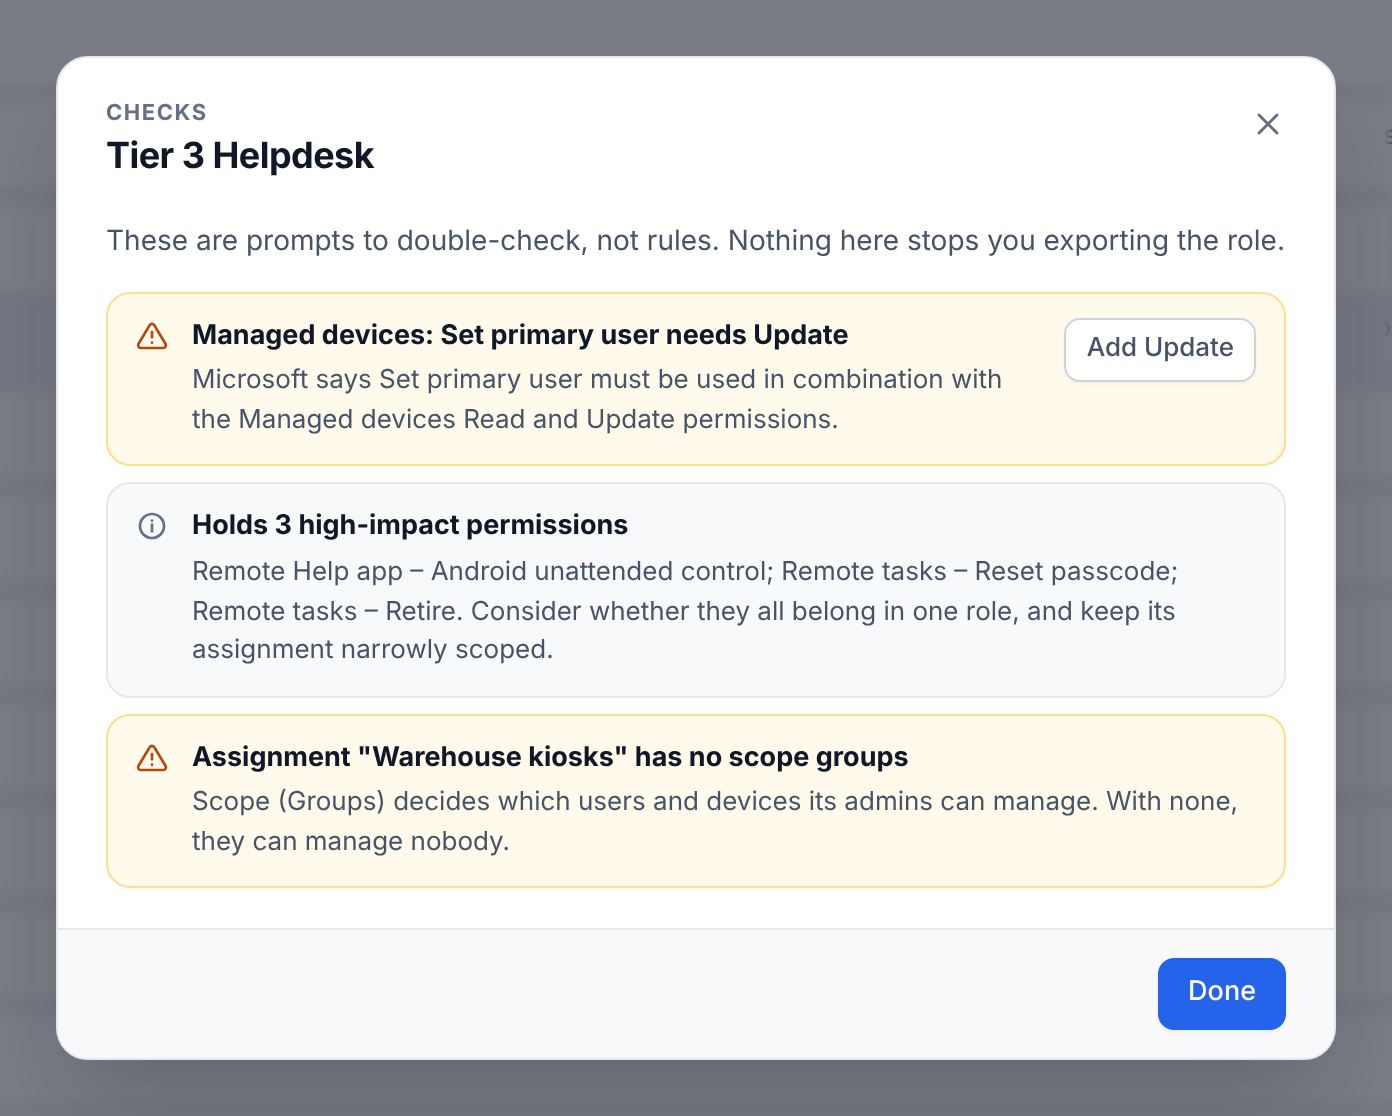 CHECKS
Tier 3 Helpdesk
These are prompts to double-check, not rules. Nothing here stops you exporting the role.
Managed devices: Set primary user needs Update
Add Update
Microsoft says Set primary user must be used in combination with
the Managed devices Read and Update permissions.
Holds 3 high-impact permissions
Remote Help app – Android unattended control; Remote tasks – Reset passcode;
Remote tasks – Retire. Consider whether they all belong in one role, and keep its
assignment narrowly scoped.
Assignment "Warehouse kiosks" has no scope groups
Scope (Groups) decides which users and devices its admins can manage. With none,
they can manage nobody.
Done